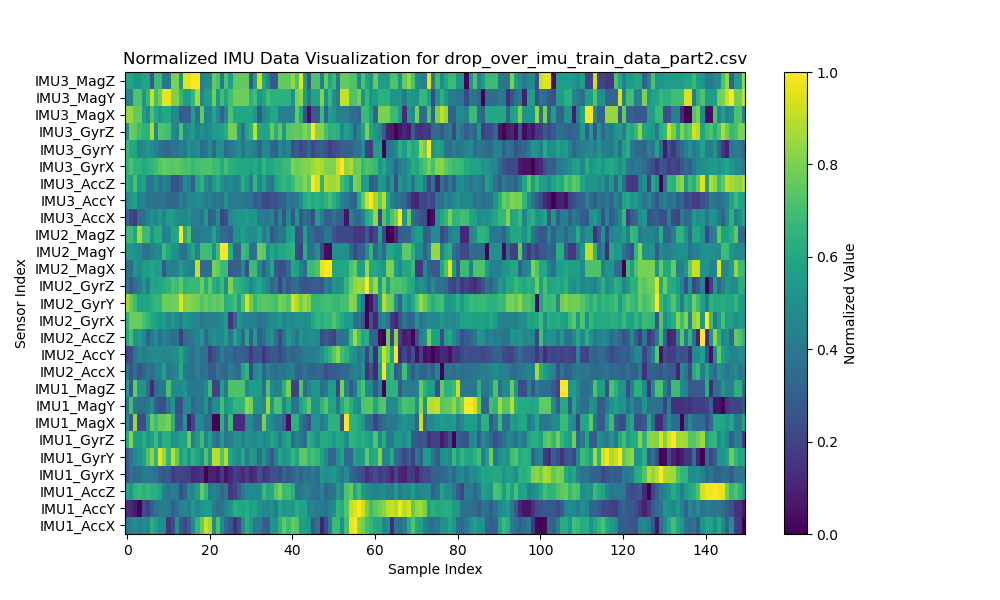 Normalized IMU Data Visualization for drop_over_imu_train_data_part2.csv
IMU3_MagZ
IMU3_MagY
IMU3_MagX
IMU3_GyrZ
IMU3_GyrY
IMU3_GyrX
IMU3_AccZ
IMU3_AccY
IMU3_AccX
IMU2_MagZ
IMU2_MagY
IMU2_MagX
IMU2_GyrZ
IMU2_GyrY
IMU2_GyrX
IMU2_AccZ
IMU2_AccY
IMU2_AccX
IMU1_MagZ
IMU1_MagY
IMU1_MagX
IMU1_GyrZ
IMU1_GyrY
IMU1_GyrX
IMU1_AccZ
IMU1_AccY
IMU1_AccX
Sensor Index
0 20 40 60 80 100 120 140
Sample Index
1.0
0.8
0.6
0.4
0.2
0.0
Normalized Value